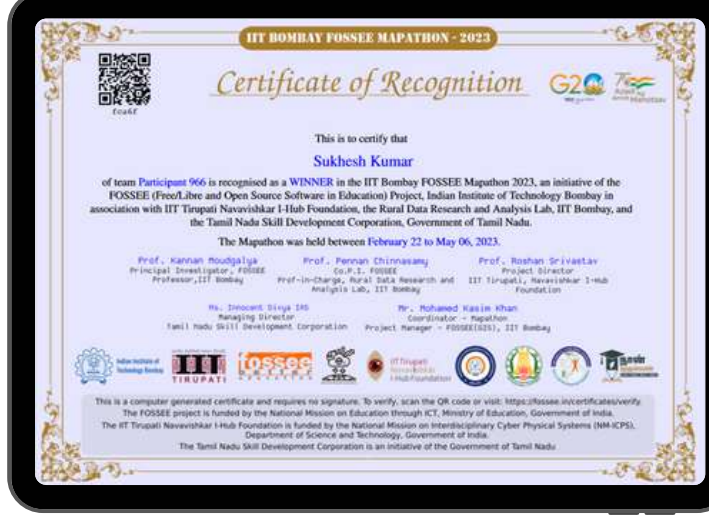 IIT BOMBAY FOSSEE MAPATHON - 2023
Certificate of Recognition
G20
This is to certify that
Sukhesh Kumar
of team Participant 966 is recognised as a WINNER in the IIT Bombay FOSSEE Mapathon 2023, an initiative of the
FOSSEE (Free/Libre and Open Source Software in Education) Project, Indian Institute of Technology Bombay in
association with IIT Tirupati Navavishkar I-Hub Foundation, the Rural Data Research and Analysis Lab, IIT Bombay, and
the Tamil Nadu Skill Development Corporation, Government of Tamil Nadu.
The Mapathon was held between February 22 to May 06, 2023.
Prof. Kannan Moudgalya Prof. Pennan Chinnasamy Prof. Roshan Srivastav
Principal Investigator, FOSSEE Co.P.I. FOSSEE Project Director
Professor,IIT Bombay Prof-in-Charge, Rural Data Research and IIT Tirupati, Navavishkar I-Hub
Analysis Lab, IIT Bombay Foundation
Ms. Innocent Divya IAS Mr. Mohamed Kasim Khan
Managing Director Coordinator - Mapathon
Tamil Nadu Skill Development Corporation Project Manager - FOSSEE(GIS), IIT Bombay
Indian Institute of
Technology Bombay
TIRUPATI
fossee
IITTirupati
Navavishkar
I-Hub Foundation
This is a computer generated certificate and requires no signature. To verify, scan the QR code or visit: https://fossee.in/certificates/verify.
The FOSSEE project is funded by the National Mission on Education through ICT, Ministry of Education, Government of India.
The IIT Tirupati Navavishkar I-Hub Foundation is funded by the National Mission on Interdisciplinary Cyber Physical Systems (NM-ICPS),
Department of Science and Technology, Government of India.
The Tamil Nadu Skill Development Corporation is an initiative of the Government of Tamil Nadu